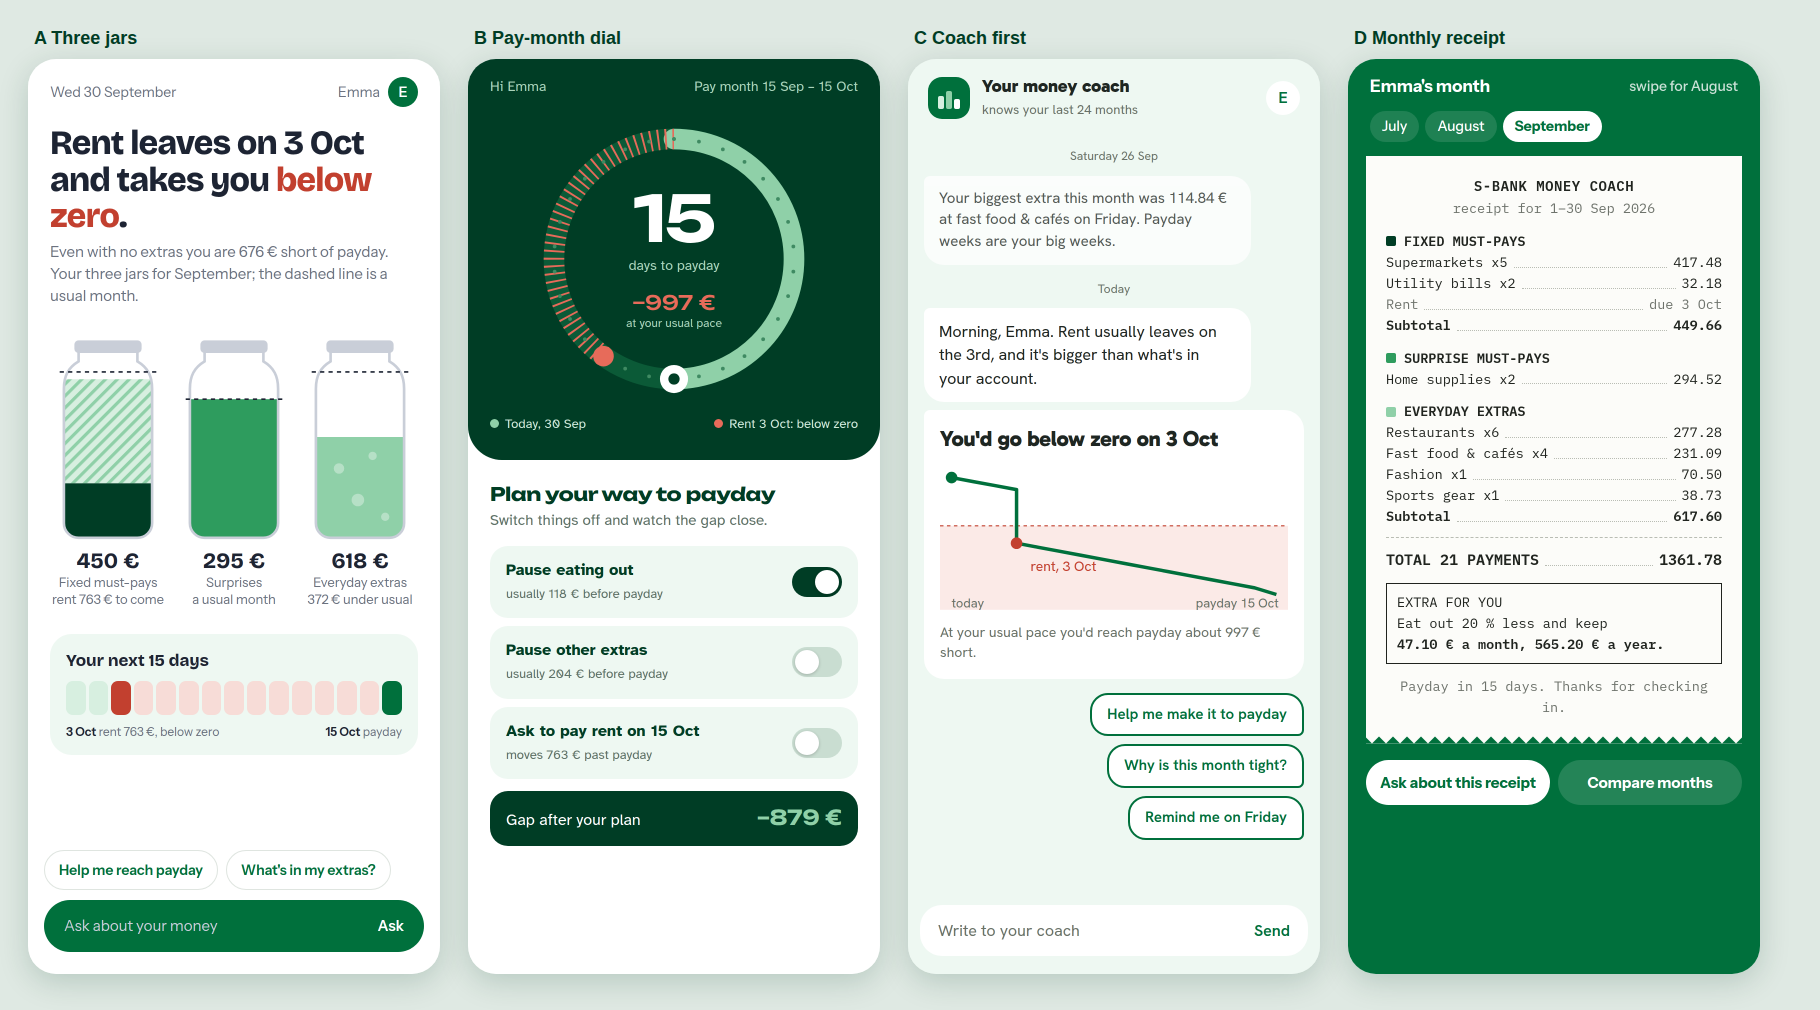 A Three jars
Wed 30 September
Emma
E
Rent leaves on 3 Oct
and takes you below
zero.
Even with no extras you are 676 € short of payday.
Your three jars for September; the dashed line is a
usual month.
450 €
Fixed must-pays
rent 763 € to come
295 €
Surprises
a usual month
618 €
Everyday extras
372 € under usual
Your next 15 days
3 Oct rent 763 €, below zero
15 Oct payday
Help me reach payday
What's in my extras?
Ask about your money
Ask
B Pay-month dial
Hi Emma
Pay month 15 Sep – 15 Oct
15
days to payday
−997 €
at your usual pace
Today, 30 Sep
Rent 3 Oct: below zero
Plan your way to payday
Switch things off and watch the gap close.
Pause eating out
usually 118 € before payday
Pause other extras
usually 204 € before payday
Ask to pay rent on 15 Oct
moves 763 € past payday
Gap after your plan
−879 €
C Coach first
Your money coach
knows your last 24 months
E
Saturday 26 Sep
Your biggest extra this month was 114.84 €
at fast food & cafés on Friday. Payday
weeks are your big weeks.
Today
Morning, Emma. Rent usually leaves on
the 3rd, and it's bigger than what's in
your account.
You'd go below zero on 3 Oct
rent, 3 Oct
today
payday 15 Oct
At your usual pace you'd reach payday about 997 €
short.
Help me make it to payday
Why is this month tight?
Remind me on Friday
Write to your coach
Send
D Monthly receipt
Emma's month
swipe for August
July
August
September
S-BANK MONEY COACH
receipt for 1–30 Sep 2026
FIXED MUST-PAYS
Supermarkets x5 417.48
Utility bills x2 32.18
Rent due 3 Oct
Subtotal 449.66
SURPRISE MUST-PAYS
Home supplies x2 294.52
EVERYDAY EXTRAS
Restaurants x6 277.28
Fast food & cafés x4 231.09
Fashion x1 70.50
Sports gear x1 38.73
Subtotal 617.60
TOTAL 21 PAYMENTS 1361.78
EXTRA FOR YOU
Eat out 20 % less and keep
47.10 € a month, 565.20 € a year.
Payday in 15 days. Thanks for checking
in.
Ask about this receipt
Compare months